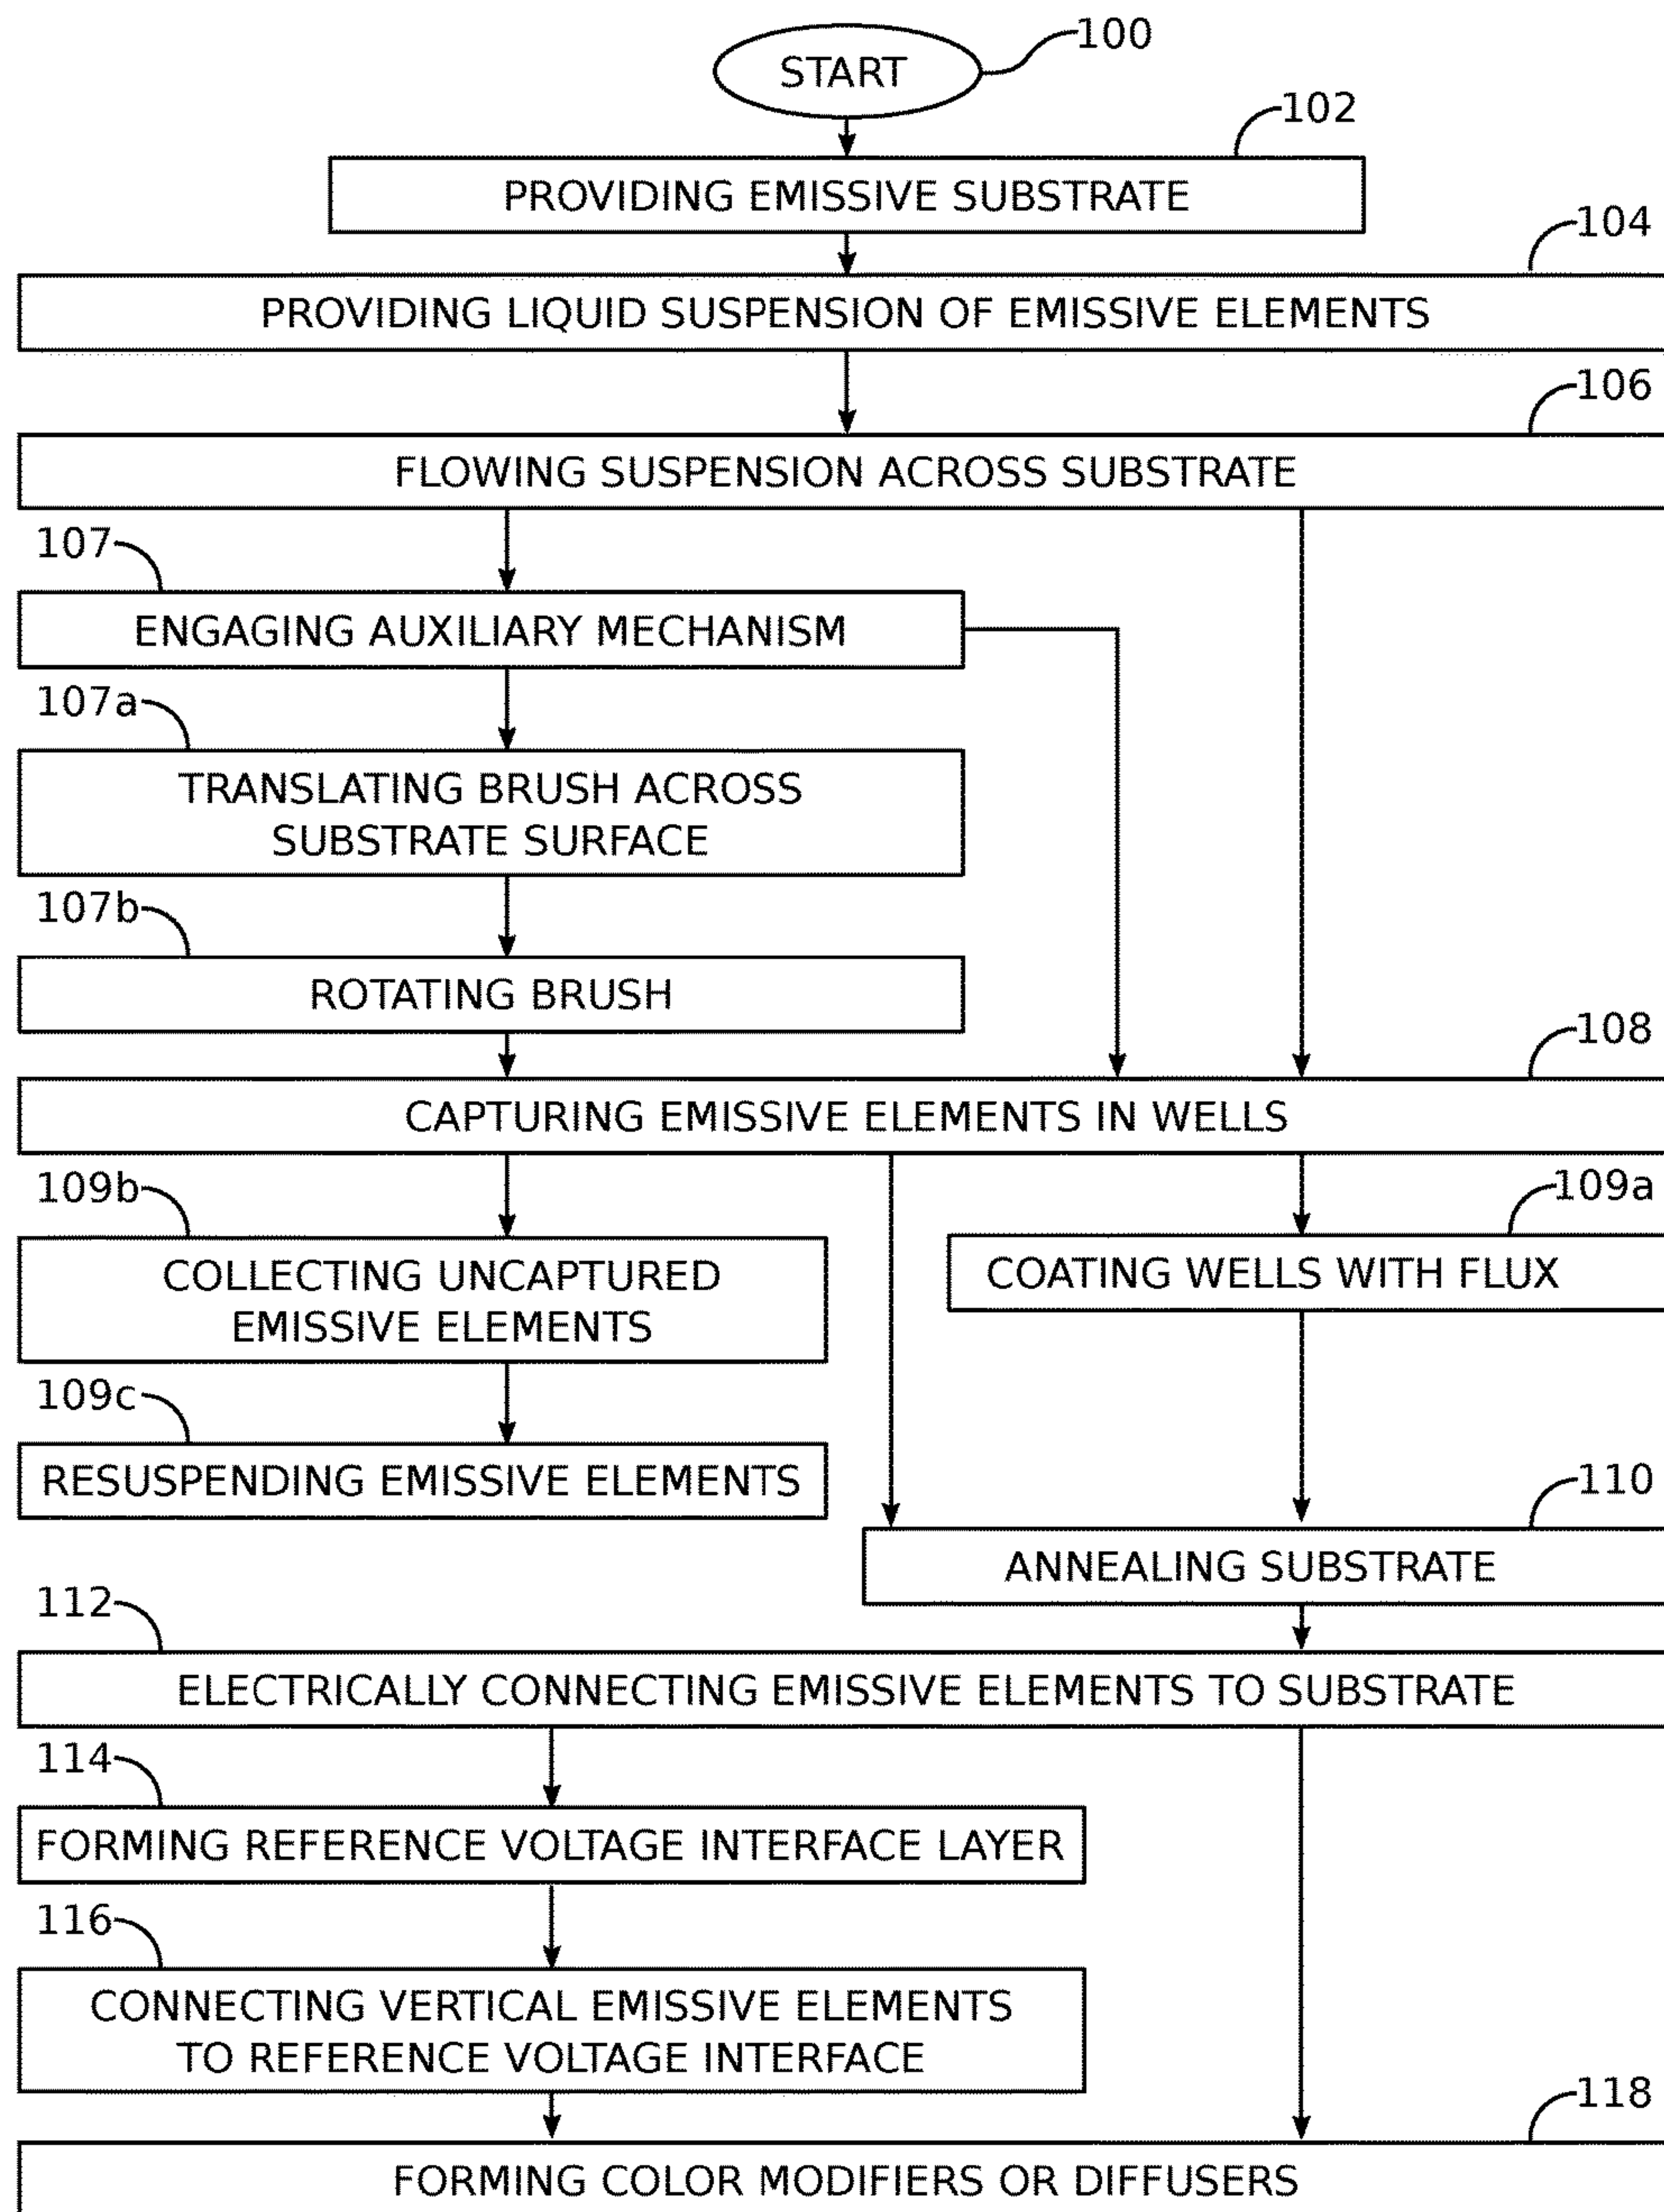 START
100
102
PROVIDING EMISSIVE SUBSTRATE
104
PROVIDING LIQUID SUSPENSION OF EMISSIVE ELEMENTS
106
FLOWING SUSPENSION ACROSS SUBSTRATE
107
ENGAGING AUXILIARY MECHANISM
107a
TRANSLATING BRUSH ACROSS
SUBSTRATE SURFACE
107b
ROTATING BRUSH
108
CAPTURING EMISSIVE ELEMENTS IN WELLS
109b
109a
COLLECTING UNCAPTURED
EMISSIVE ELEMENTS
COATING WELLS WITH FLUX
109c
RESUSPENDING EMISSIVE ELEMENTS
110
ANNEALING SUBSTRATE
112
ELECTRICALLY CONNECTING EMISSIVE ELEMENTS TO SUBSTRATE
114
FORMING REFERENCE VOLTAGE INTERFACE LAYER
116
CONNECTING VERTICAL EMISSIVE ELEMENTS
TO REFERENCE VOLTAGE INTERFACE
118
FORMING COLOR MODIFIERS OR DIFFUSERS